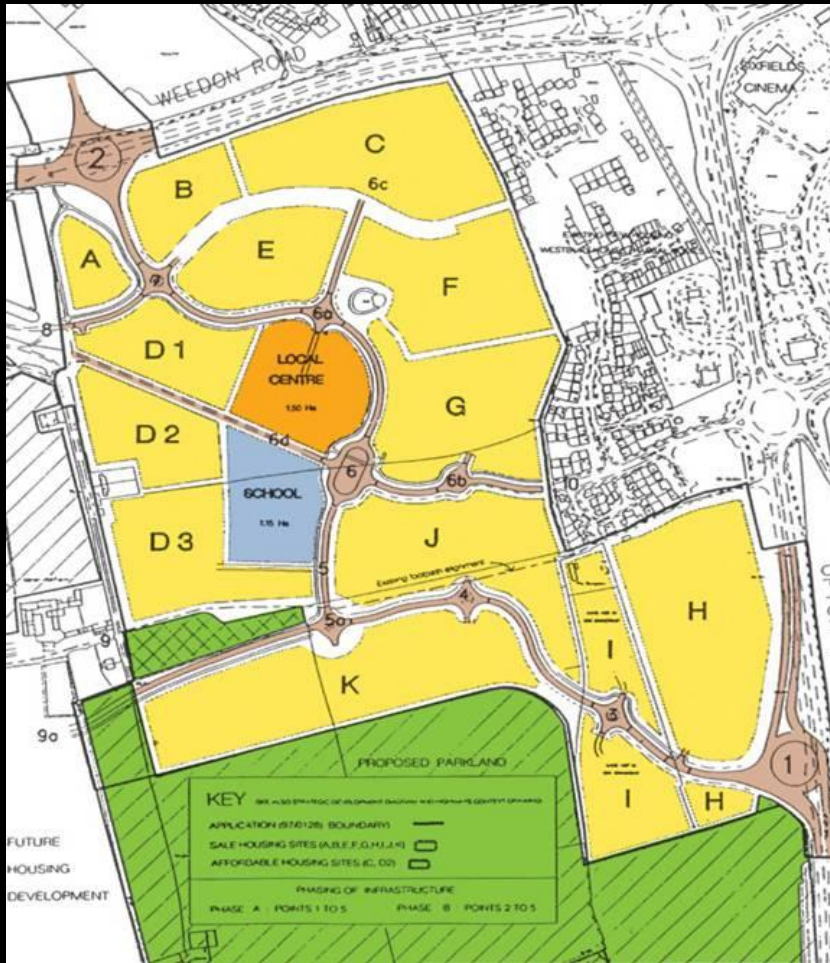 WEEDON ROAD
SIXFIELDS
CINEMA
2
C
B
6c
A
E
7
F
8
6a
D 1
LOCAL
CENTRE
1.50 Ha
G
D 2
6d
6
6b
10
SCHOOL
1.15 Ha
D 3
J
5
Existing footpath alignment
H
4
5a
I
9
K
3
9a
PROPOSED PARKLAND
1
I
H
KEY
APPLICATION (97/0128) BOUNDARY
SALE HOUSING SITES (A,B,E,F,G,H,I,J,K)
AFFORDABLE HOUSING SITES (C, D2)
PHASING OF INFRASTRUCTURE
PHASE A : POINTS 1 TO 5 PHASE B : POINTS 2 TO 5
FUTURE
HOUSING
DEVELOPMENT